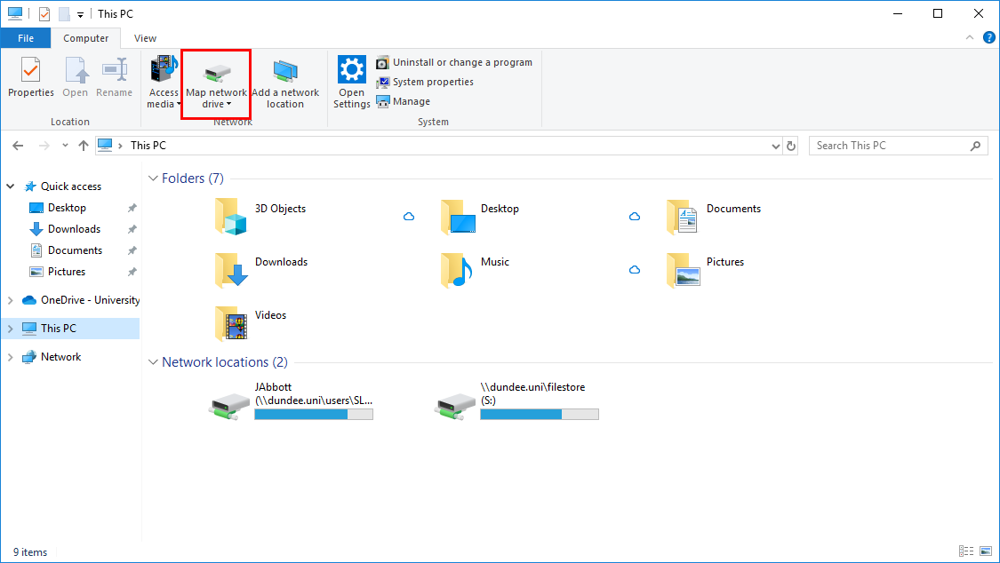 This PC
File Computer View
Properties Open Rename Access media Map network drive Add a network location Open Settings
Uninstall or change a program
System properties
Manage
Location Network System
This PC Search This PC
Quick access
Desktop
Downloads
Documents
Pictures
OneDrive - University
This PC
Network
Folders (7)
3D Objects Desktop Documents
Downloads Music Pictures
Videos
Network locations (2)
JAbbott \\dundee.uni\filestore
(\\dundee.uni\users\SL... (S:)
9 items